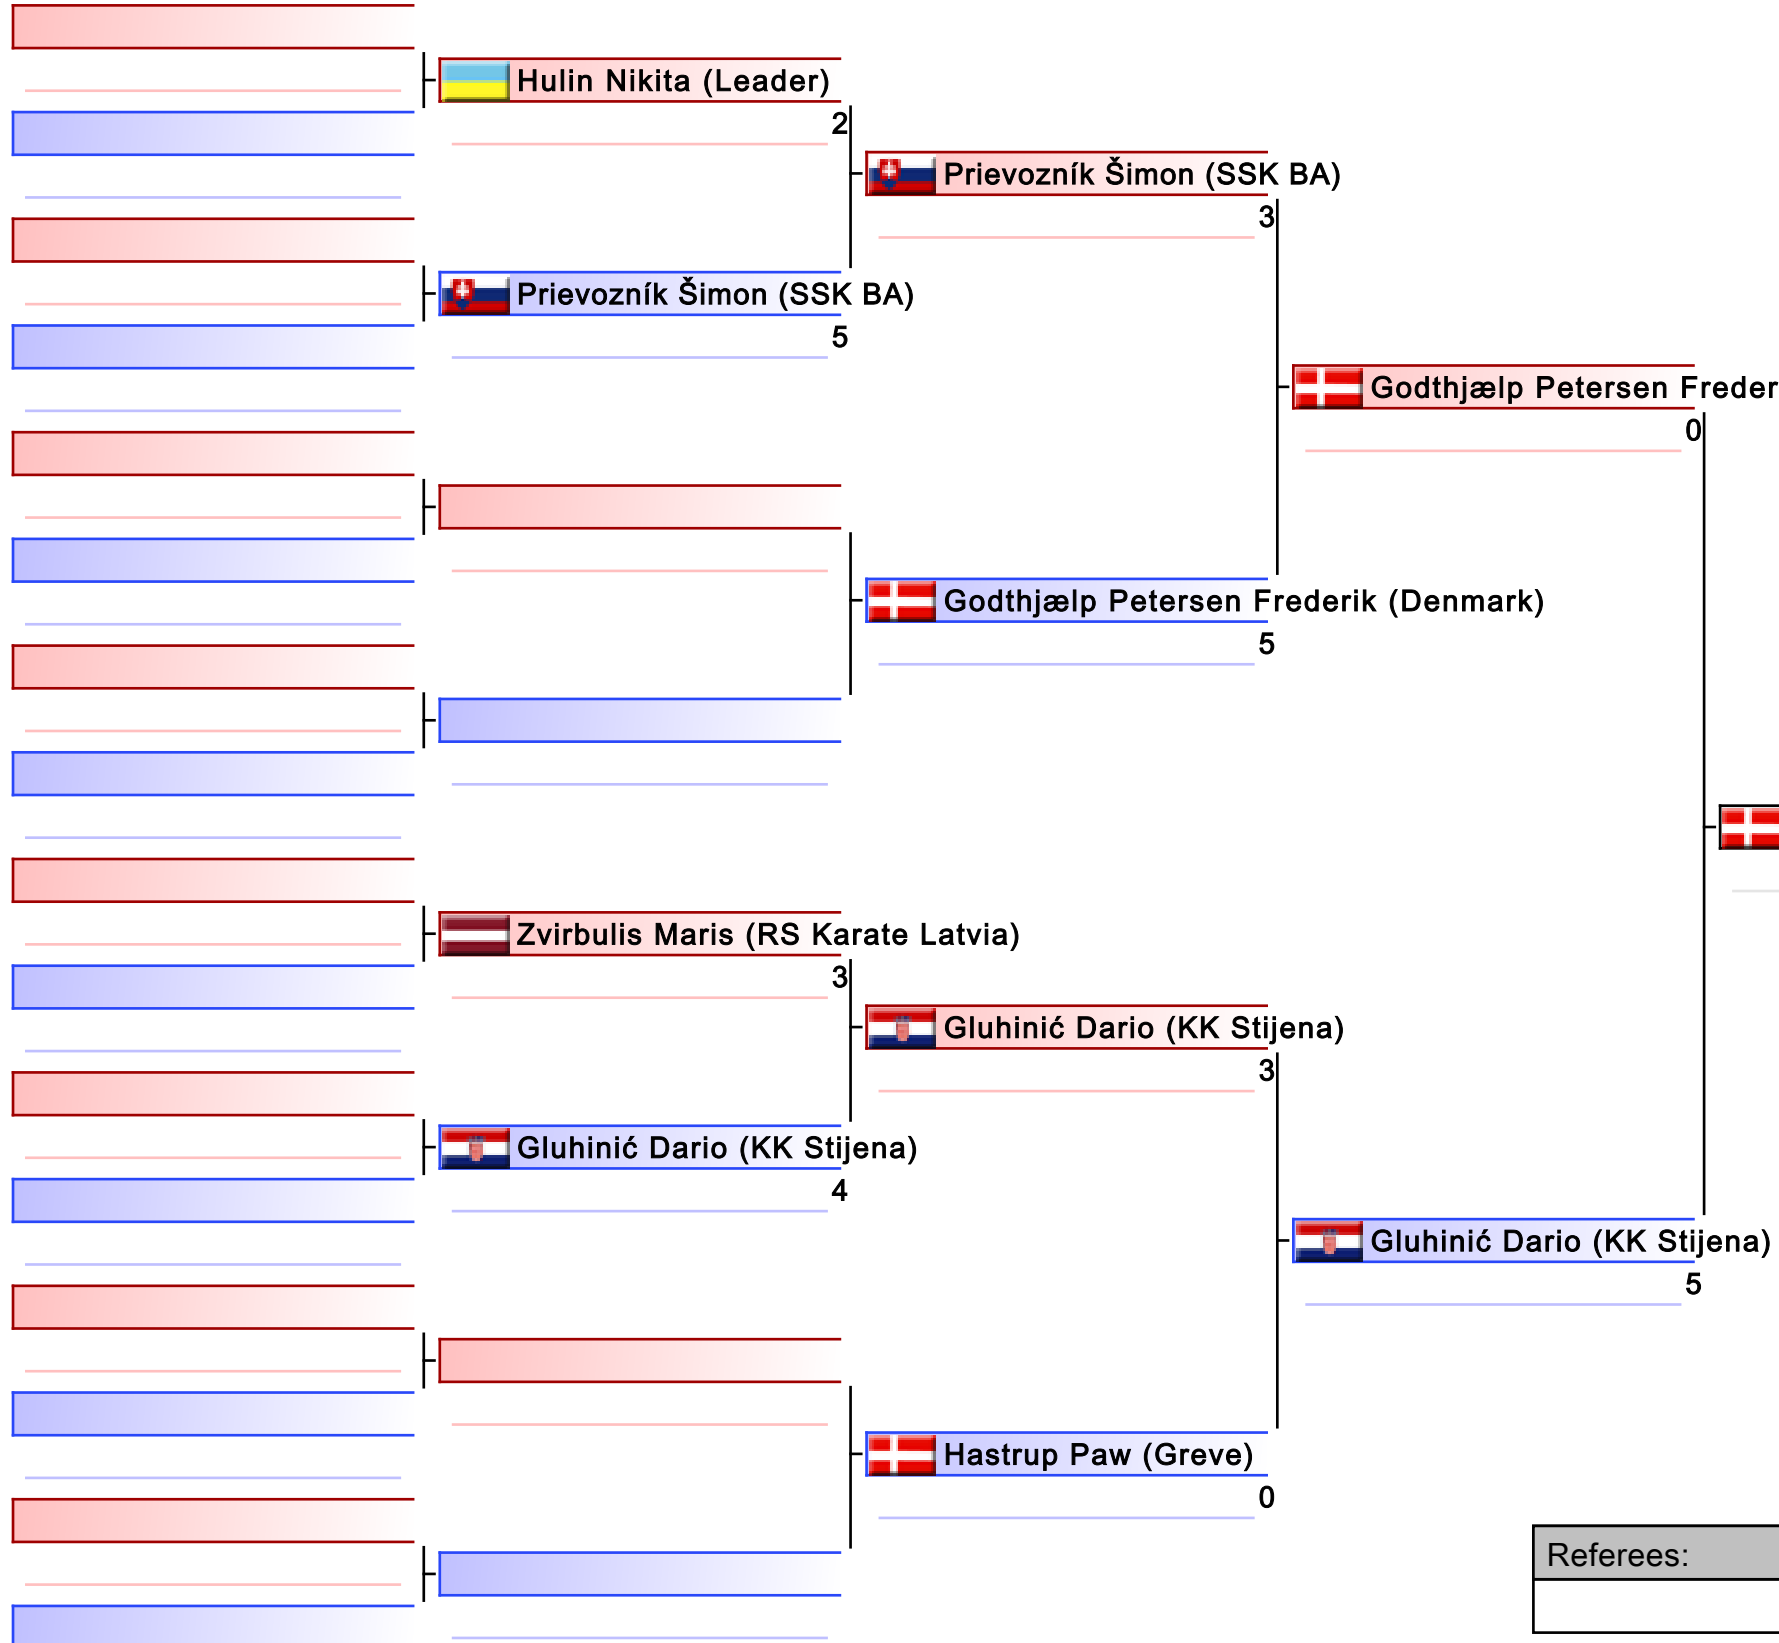 Hulin Nikita (Leader)
2
Prievozník Šimon (SSK BA)
3
Prievozník Šimon (SSK BA)
5
Godthjælp Petersen Freder
0
Godthjælp Petersen Frederik (Denmark)
5
Zvirbulis Maris (RS Karate Latvia)
3
Gluhinić Dario (KK Stijena)
3
Gluhinić Dario (KK Stijena)
4
Gluhinić Dario (KK Stijena)
5
Hastrup Paw (Greve)
0
Referees: